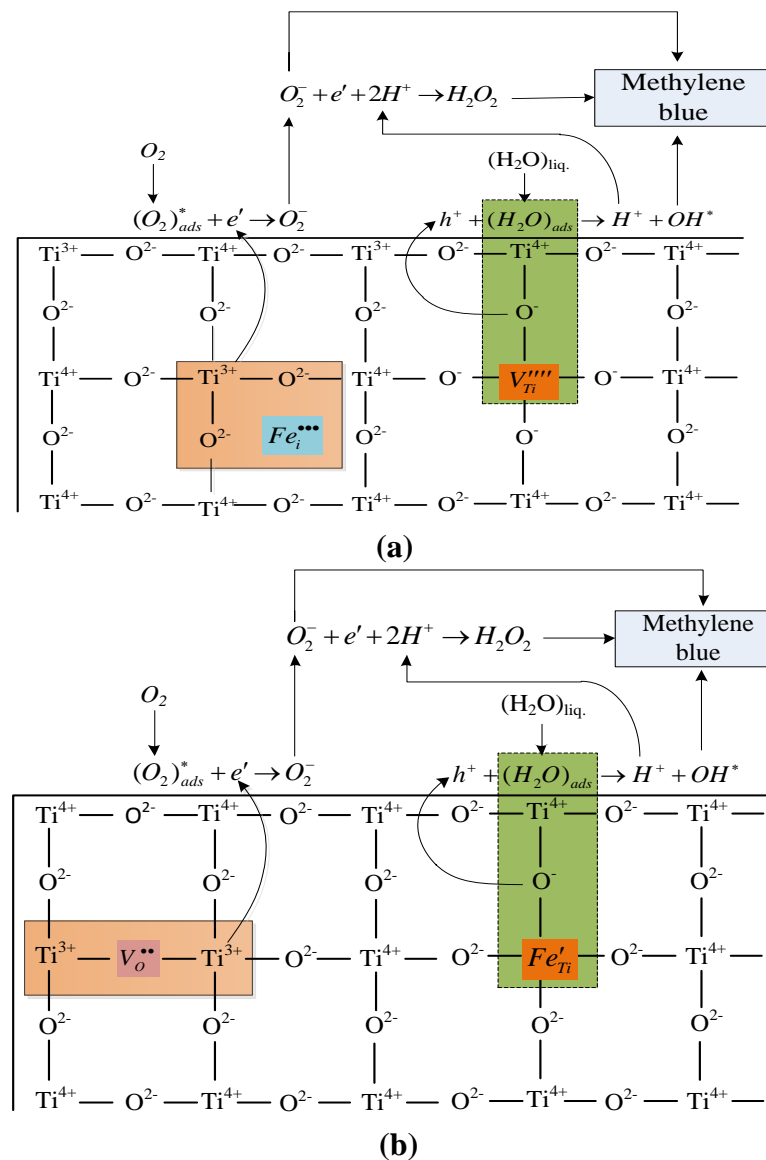 Methylene
blue
O₂⁻ + e′ + 2H⁺ → H₂O₂
O₂
(H₂O)liq.
(O₂)*ads + e′ → O₂⁻ h⁺ + (H₂O)ads → H⁺ + OH*
Ti³⁺ O²⁻ Ti⁴⁺ O²⁻ Ti³⁺ O²⁻ Ti⁴⁺ O²⁻ Ti⁴⁺
O²⁻ O²⁻ O²⁻ O⁻ O²⁻
Ti⁴⁺ O²⁻ Ti³⁺ O²⁻ Ti⁴⁺ O⁻ V′′′′Ti O⁻ Ti⁴⁺
O²⁻ O²⁻ Feᵢ••• O²⁻ O⁻ O²⁻
Ti⁴⁺ O²⁻ Ti⁴⁺ O²⁻ Ti⁴⁺ O²⁻ Ti⁴⁺ O²⁻ Ti⁴⁺
(a)
Methylene
blue
O₂⁻ + e′ + 2H⁺ → H₂O₂
O₂
(H₂O)liq.
(O₂)*ads + e′ → O₂⁻ h⁺ + (H₂O)ads → H⁺ + OH*
Ti⁴⁺ O²⁻ Ti⁴⁺ O²⁻ Ti⁴⁺ O²⁻ Ti⁴⁺ O²⁻ Ti⁴⁺
O²⁻ O²⁻ O²⁻ O⁻ O²⁻
Ti³⁺ V••O Ti³⁺ O²⁻ Ti⁴⁺ O²⁻ Fe′Ti O²⁻ Ti⁴⁺
O²⁻ O²⁻ O²⁻ O²⁻ O²⁻
Ti⁴⁺ O²⁻ Ti⁴⁺ O²⁻ Ti⁴⁺ O²⁻ Ti⁴⁺ O²⁻ Ti⁴⁺
(b)